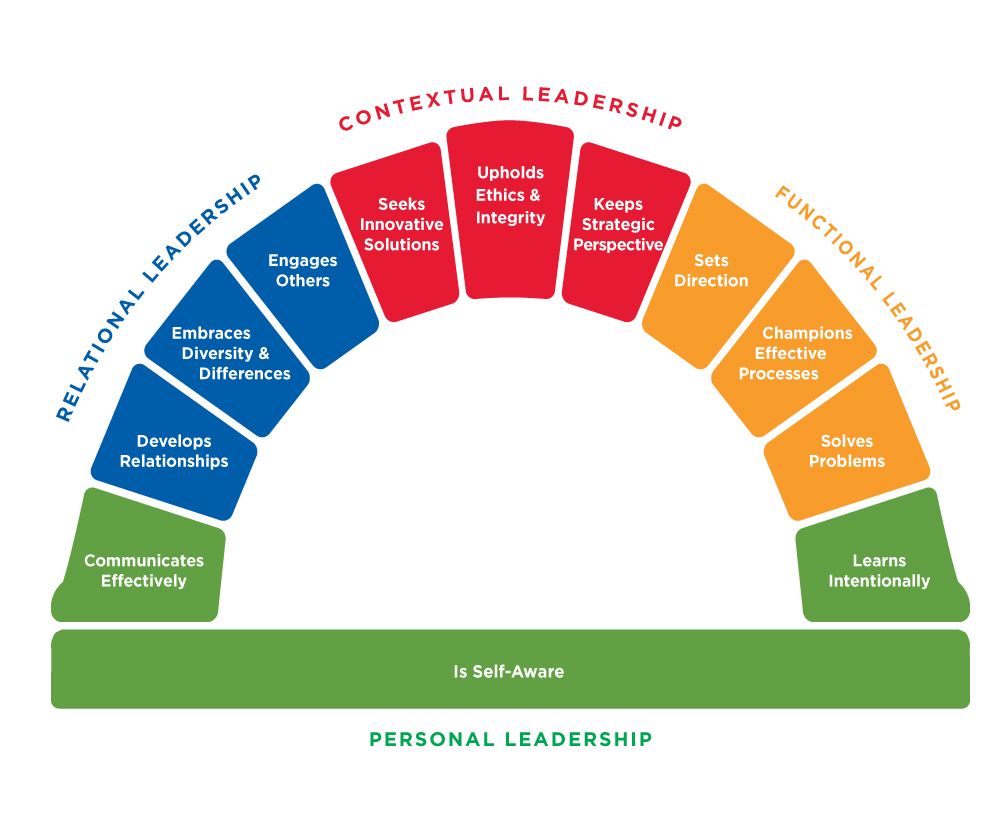 CONTEXTUAL LEADERSHIP
RELATIONAL LEADERSHIP
FUNCTIONAL LEADERSHIP
Communicates
Effectively
Develops
Relationships
Embraces
Diversity &
Differences
Engages
Others
Seeks
Innovative
Solutions
Upholds
Ethics &
Integrity
Keeps
Strategic
Perspective
Sets
Direction
Champions
Effective
Processes
Solves
Problems
Learns
Intentionally
Is Self-Aware
PERSONAL LEADERSHIP